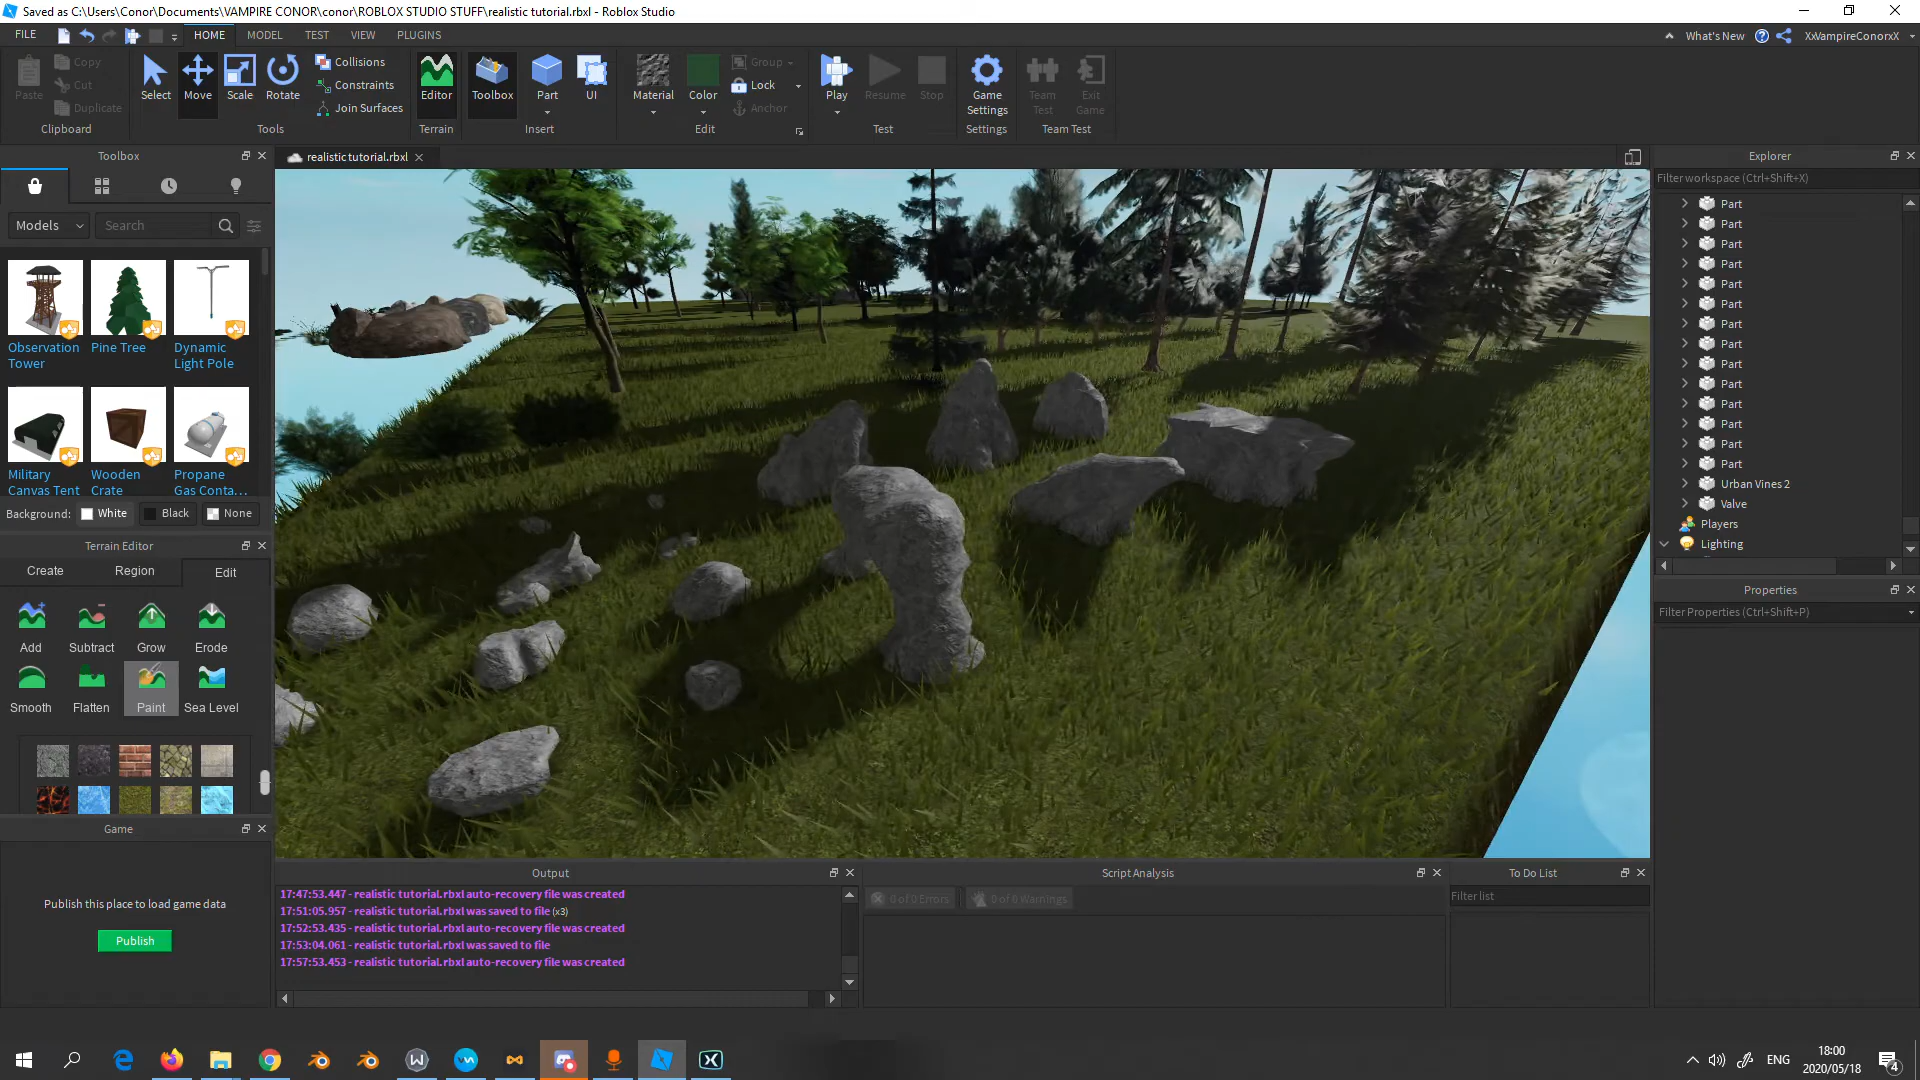 Saved as C:\Users\Conor\Documents\VAMPIRE CONOR\conor\ROBLOX STUDIO STUFF\realistic tutorial.rbxl - Roblox Studio
FILE
HOME
MODEL
TEST
VIEW
PLUGINS
What's New
XxVampireConorxX
Paste
Copy
Cut
Duplicate
Clipboard
Select
Move
Scale
Rotate
Collisions
Constraints
Join Surfaces
Tools
Editor
Terrain
Toolbox
Part
UI
Insert
Material
Color
Group
Lock
Anchor
Edit
Play
Resume
Stop
Test
Game
Settings
Settings
Team
Test
Exit
Game
Team Test
Toolbox
Models
Search
Observation
Tower
Pine Tree
Dynamic
Light Pole
Military
Canvas Tent
Wooden
Crate
Propane
Gas Conta...
Background:
White
Black
None
Terrain Editor
Create
Region
Edit
Add
Subtract
Grow
Erode
Smooth
Flatten
Paint
Sea Level
Game
Publish this place to load game data
Publish
realistic tutorial.rbxl
Output
17:47:53.447 - realistic tutorial.rbxl auto-recovery file was created
17:51:05.957 - realistic tutorial.rbxl was saved to file (x3)
17:52:53.435 - realistic tutorial.rbxl auto-recovery file was created
17:53:04.061 - realistic tutorial.rbxl was saved to file
17:57:53.453 - realistic tutorial.rbxl auto-recovery file was created
Script Analysis
0 of 0 Errors
0 of 0 Warnings
To Do List
Filter list
Explorer
Filter workspace (Ctrl+Shift+X)
Part
Part
Part
Part
Part
Part
Part
Part
Part
Part
Part
Part
Part
Part
Urban Vines 2
Valve
Players
Lighting
Properties
Filter Properties (Ctrl+Shift+P)
ENG
18:00
2020/05/18
4